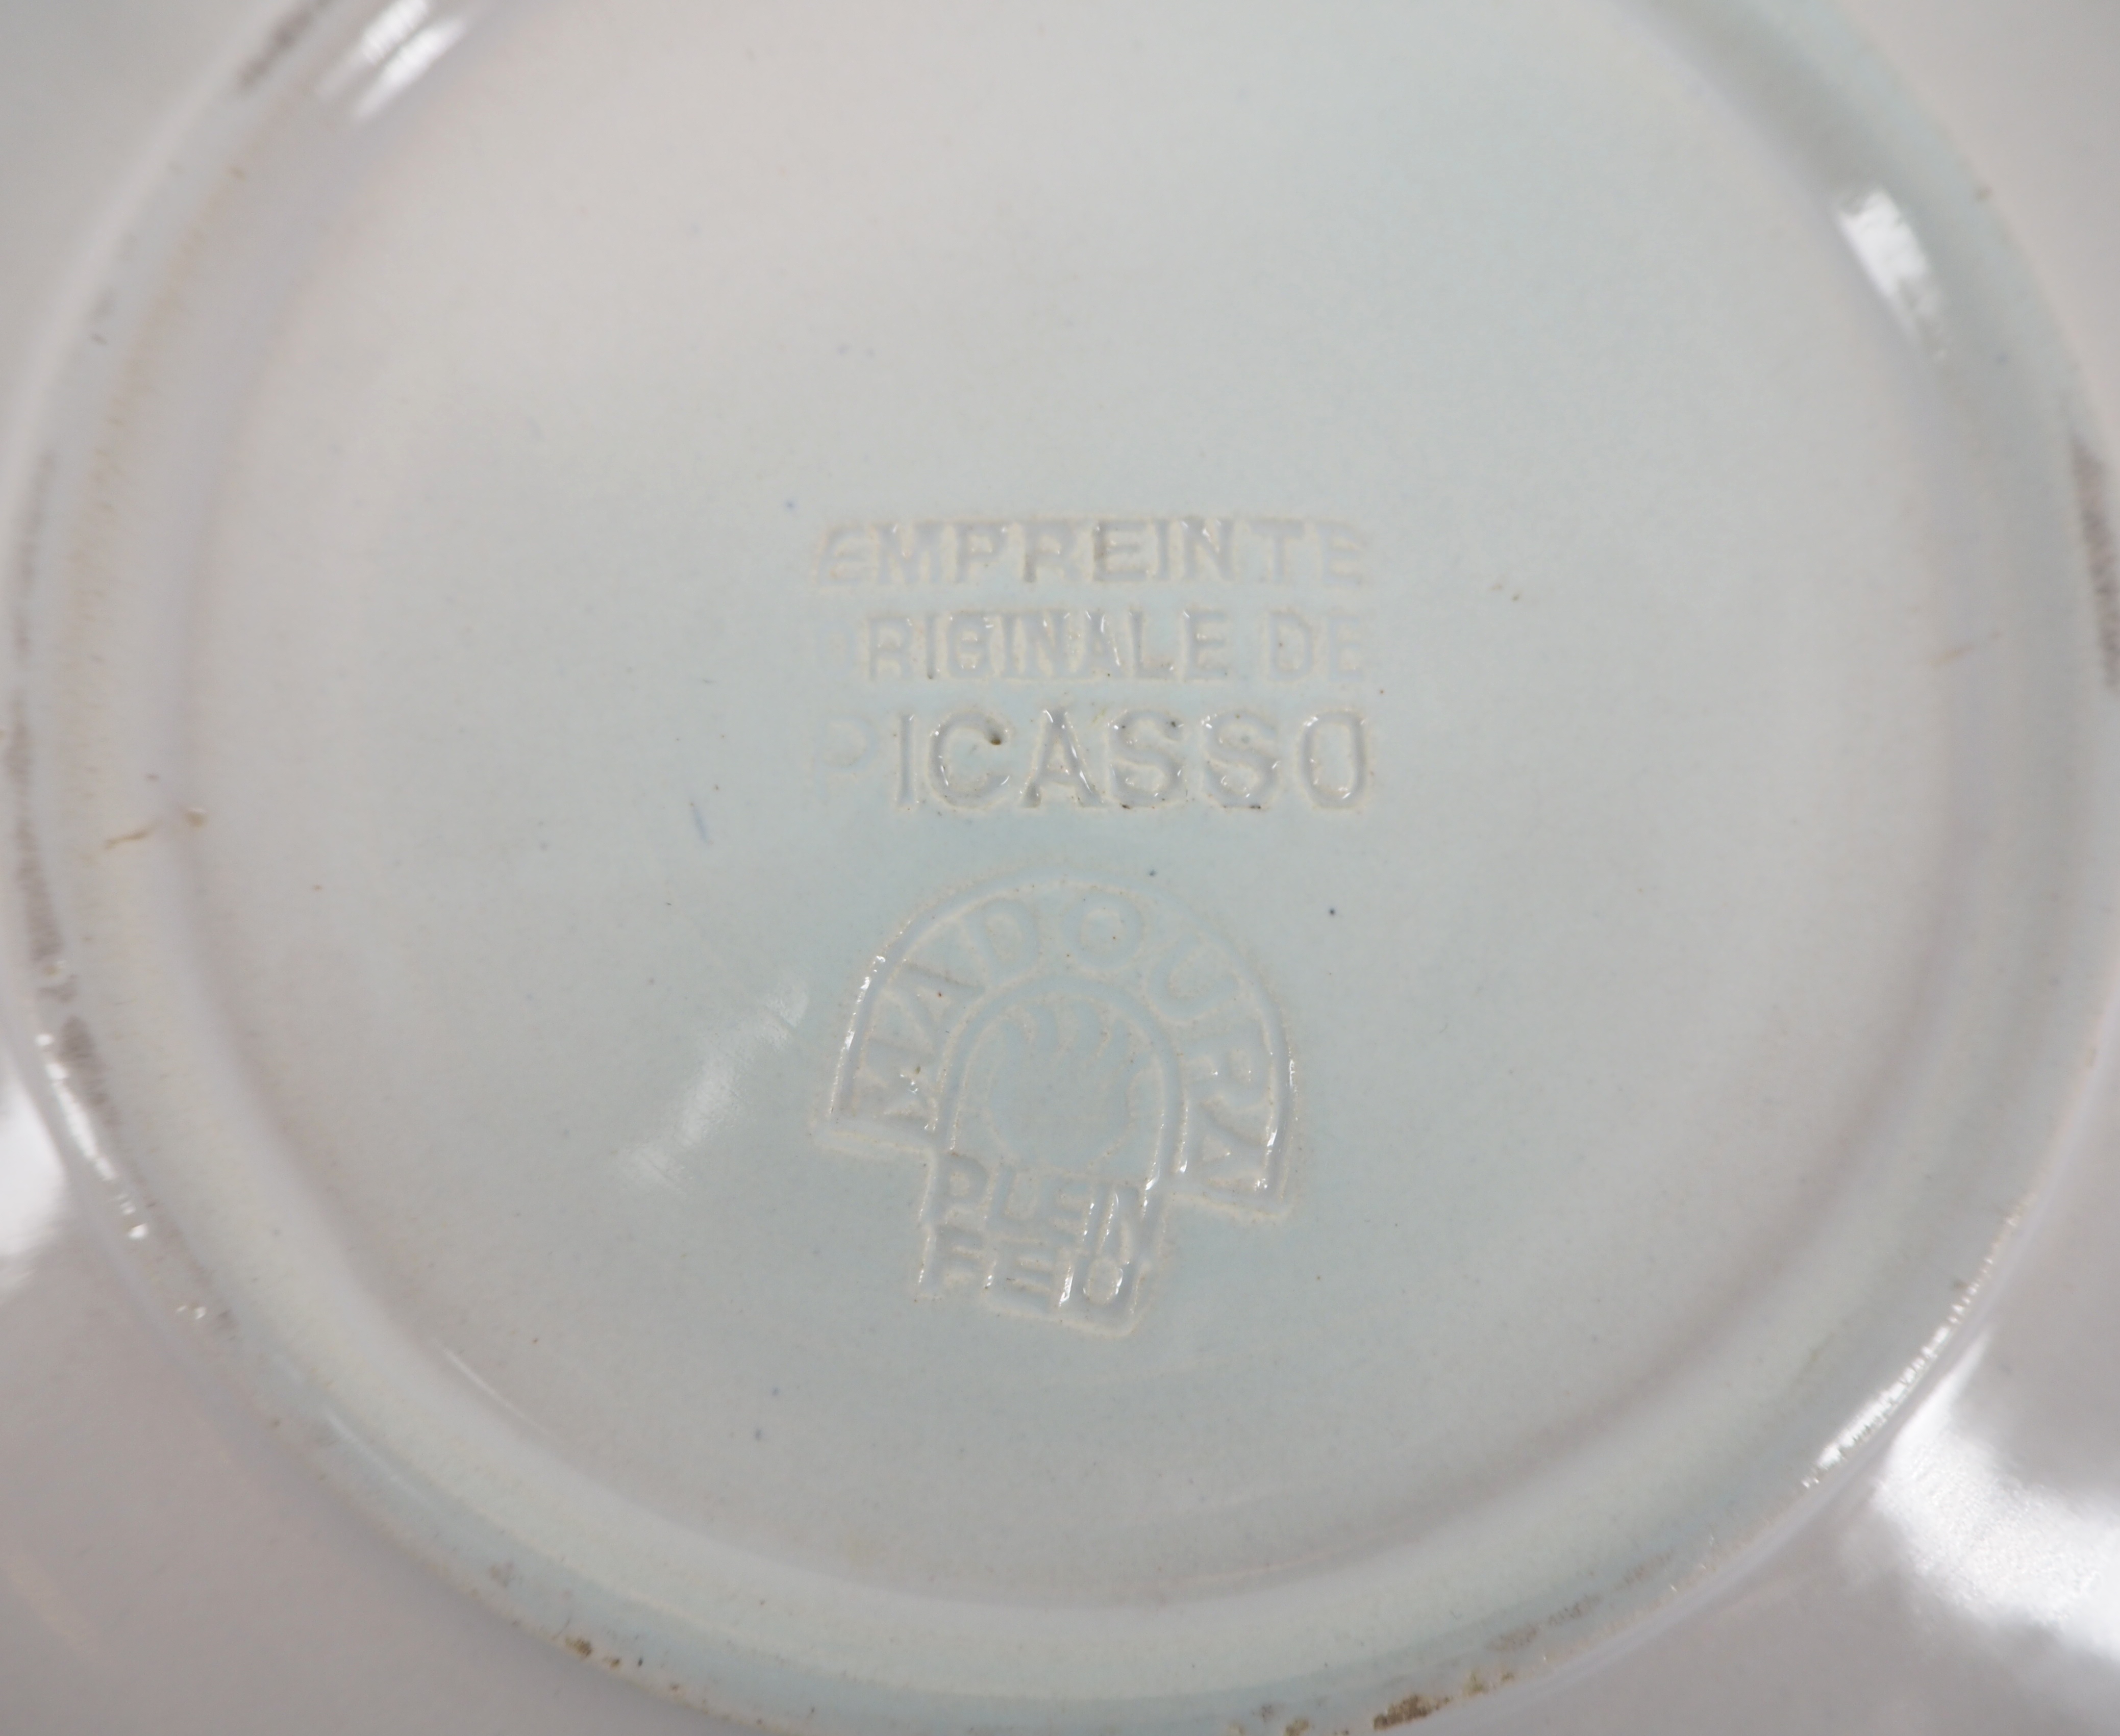 EMPREINTE
ORIGINALE DE
PICASSO
MADOURA
PLEIN
FEU